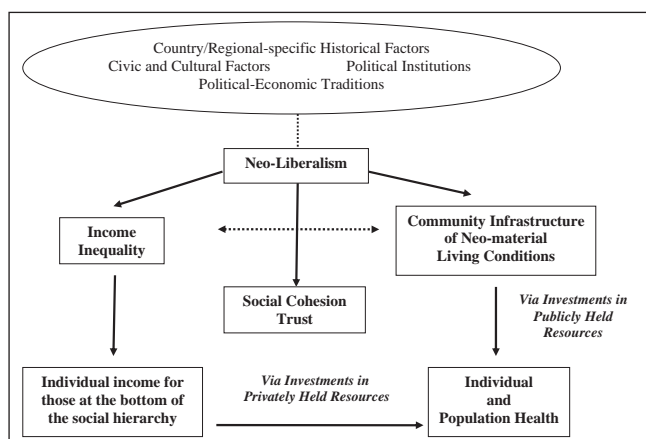 Country/Regional-specific Historical Factors
Civic and Cultural Factors Political Institutions
Political-Economic Traditions
Neo-Liberalism
Income
Inequality
Community Infrastructure
of Neo-material
Living Conditions
Social Cohesion
Trust
Via Investments in
Publicly Held
Resources
Individual income for
those at the bottom of
the social hierarchy
Via Investments in
Privately Held Resources
Individual
and
Population Health